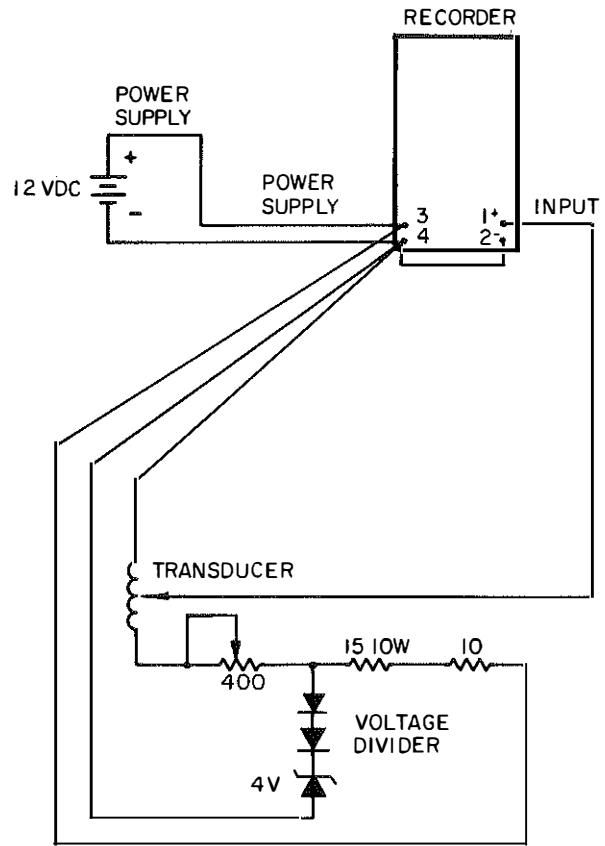 RECORDER
POWER
SUPPLY
+
12 VDC
-
POWER
SUPPLY
3
4
1+
2-
INPUT
TRANSDUCER
400
15 10W
10
VOLTAGE
DIVIDER
4V